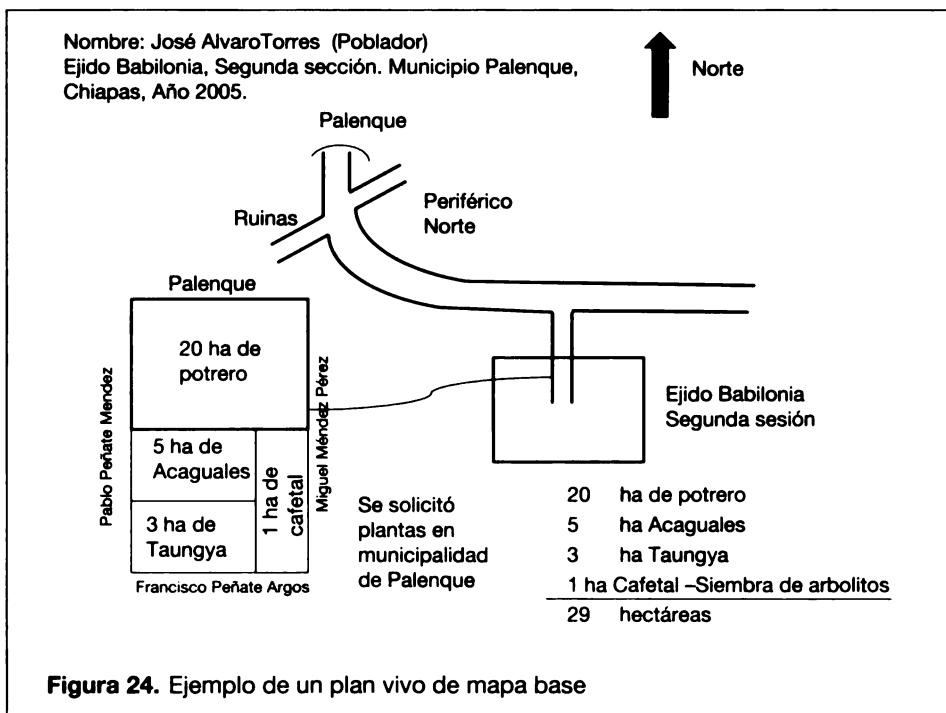 Nombre: José AlvaroTorres (Poblador)
Ejido Babilonia, Segunda sección. Municipio Palenque,
Chiapas, Año 2005.
Norte
Palenque
Ruinas
Periférico
Norte
Palenque
20 ha de
potrero
Pablo Peñate Mendez
Miguel Méndez Pérez
5 ha de
Acaguales
1 ha de
cafetal
3 ha de
Taungya
Francisco Peñate Argos
Ejido Babilonia
Segunda sesión
Se solicitó
plantas en
municipalidad
de Palenque
20 ha de potrero
5 ha Acaguales
3 ha Taungya
1 ha Cafetal –Siembra de arbolitos
29 hectáreas
Figura 24. Ejemplo de un plan vivo de mapa base